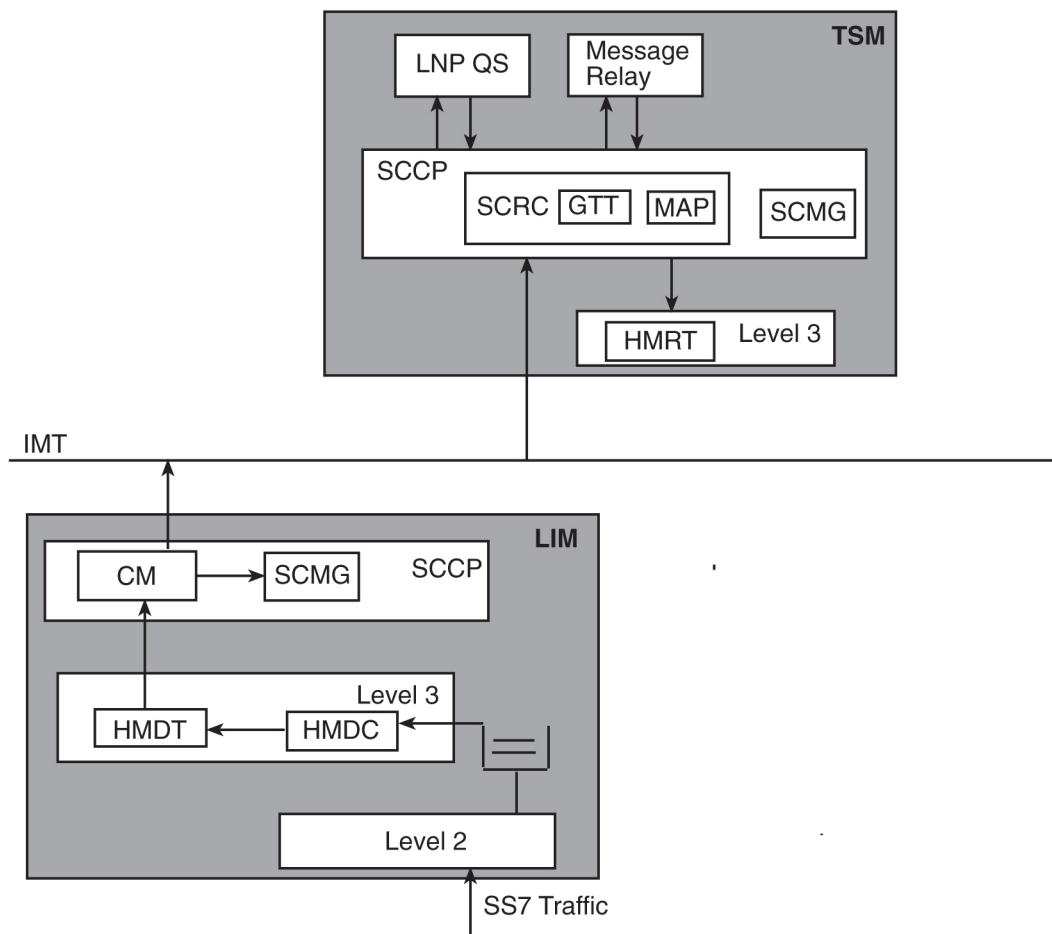 TSM
LNP QS
Message
Relay
SCCP
SCRC
GTT
MAP
SCMG
Level 3
HMRT
IMT
LIM
CM
SCMG
SCCP
Level 3
HMDT
HMDC
Level 2
SS7 Traffic